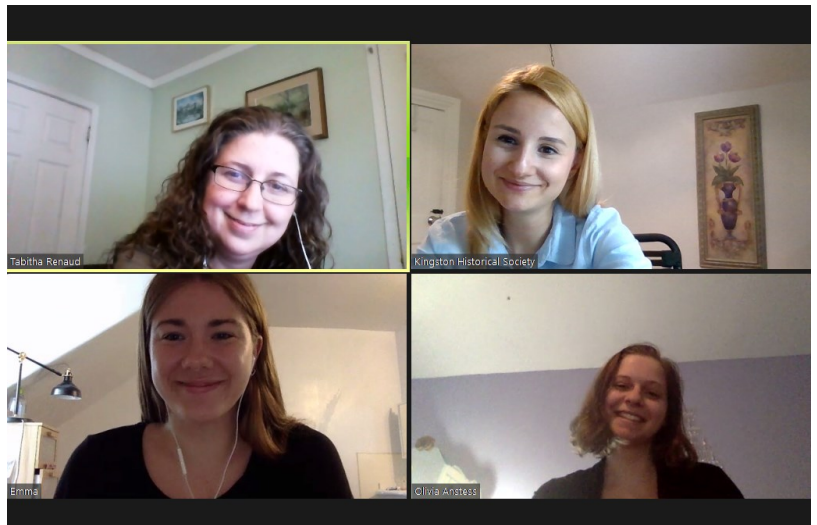 Tabitha Renaud
Kingston Historical Society
Emma
Olivia Anstess